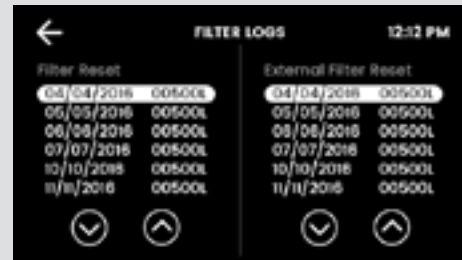 FILTER LOGS 12:12 PM
Filter Reset
04/04/2016 00500L
05/05/2016 00500L
06/06/2016 00500L
07/07/2016 00500L
10/10/2016 00500L
11/11/2016 00500L
External Filter Reset
04/04/2016 00500L
05/05/2016 00500L
06/06/2016 00500L
07/07/2016 00500L
10/10/2016 00500L
11/11/2016 00500L